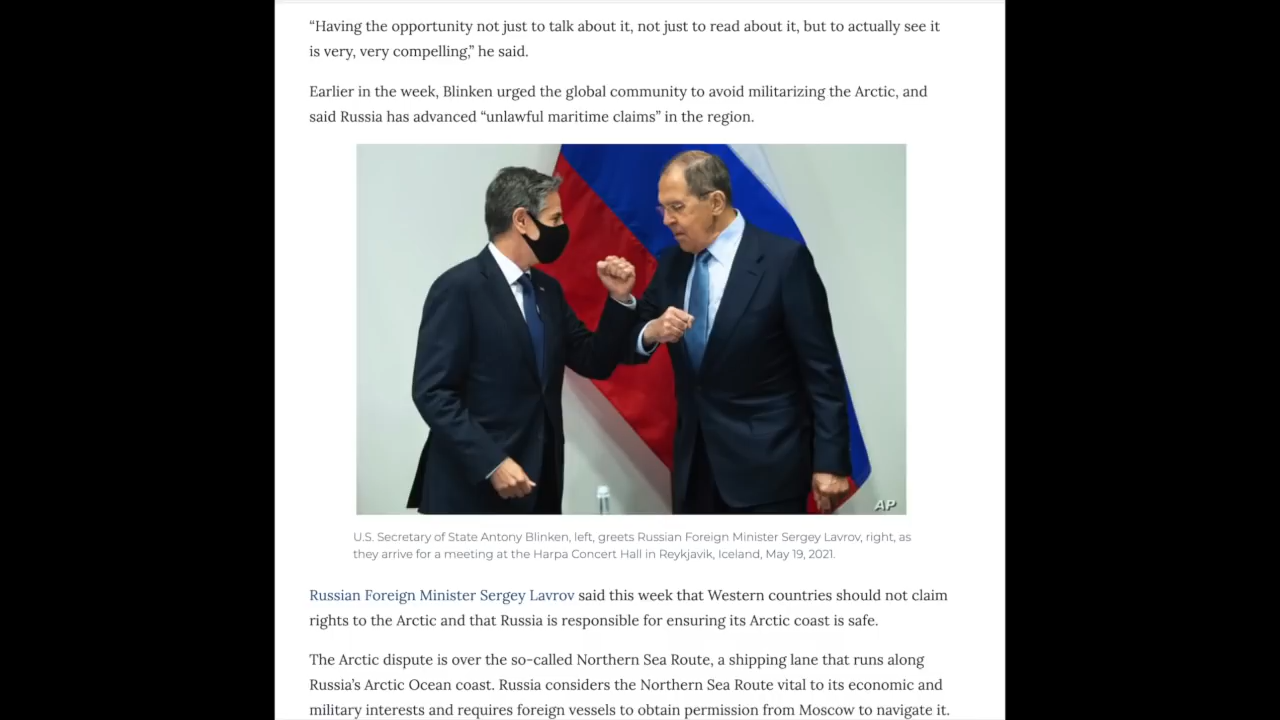 “Having the opportunity not just to talk about it, not just to read about it, but to actually see it
is very, very compelling,” he said.
Earlier in the week, Blinken urged the global community to avoid militarizing the Arctic, and
said Russia has advanced “unlawful maritime claims” in the region.
AP
U.S. Secretary of State Antony Blinken, left, greets Russian Foreign Minister Sergey Lavrov, right, as
they arrive for a meeting at the Harpa Concert Hall in Reykjavik, Iceland, May 19, 2021.
Russian Foreign Minister Sergey Lavrov said this week that Western countries should not claim
rights to the Arctic and that Russia is responsible for ensuring its Arctic coast is safe.
The Arctic dispute is over the so-called Northern Sea Route, a shipping lane that runs along
Russia’s Arctic Ocean coast. Russia considers the Northern Sea Route vital to its economic and
military interests and requires foreign vessels to obtain permission from Moscow to navigate it.